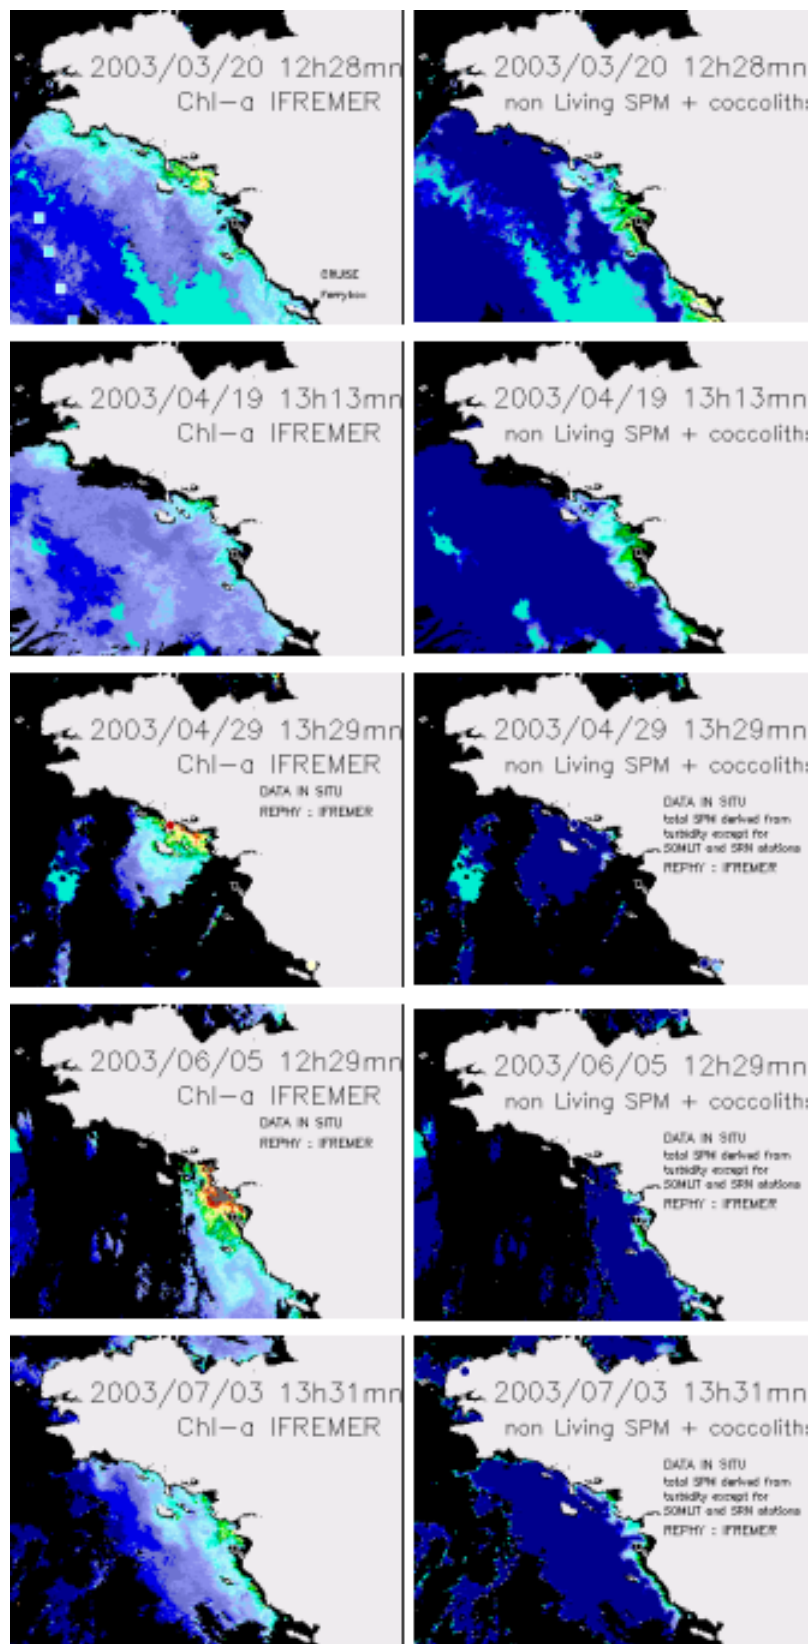 2003/03/20 12h28mn
Chl-a IFREMER
CRUISE
Ferrybox
2003/03/20 12h28mn
non Living SPM + coccoliths
2003/04/19 13h13mn
Chl-a IFREMER
2003/04/19 13h13mn
non Living SPM + coccoliths
2003/04/29 13h29mn
Chl-a IFREMER
DATA IN SITU
REPHY : IFREMER
2003/04/29 13h29mn
non Living SPM + coccoliths
DATA IN SITU
total SPM derived from
turbidity except for
SOMLIT and SRN stations
REPHY : IFREMER
2003/06/05 12h29mn
Chl-a IFREMER
DATA IN SITU
REPHY : IFREMER
2003/06/05 12h29mn
non Living SPM + coccoliths
DATA IN SITU
total SPM derived from
turbidity except for
SOMLIT and SRN stations
REPHY : IFREMER
2003/07/03 13h31mn
Chl-a IFREMER
2003/07/03 13h31mn
non Living SPM + coccoliths
DATA IN SITU
total SPM derived from
turbidity except for
SOMLIT and SRN stations
REPHY : IFREMER